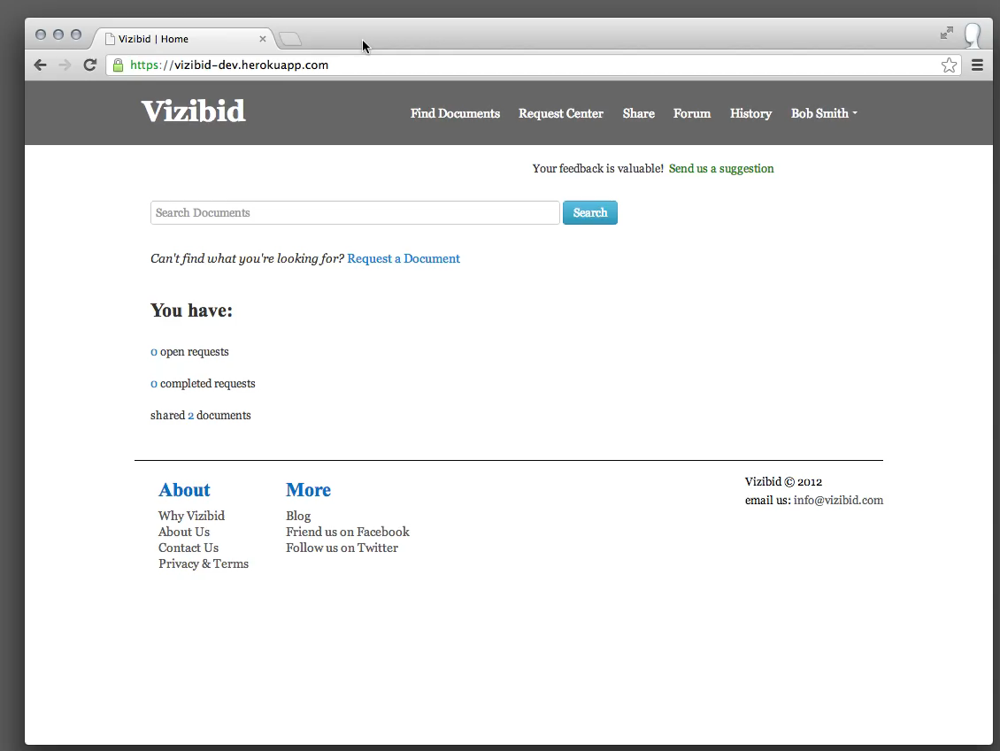 Vizibid | Home
https://vizibid-dev.herokuapp.com
Vizibid
Find Documents Request Center Share Forum History Bob Smith
Your feedback is valuable! Send us a suggestion
Search Documents Search
Can't find what you're looking for? Request a Document
You have:
0 open requests
0 completed requests
shared 2 documents
About
Why Vizibid
About Us
Contact Us
Privacy & Terms
More
Blog
Friend us on Facebook
Follow us on Twitter
Vizibid © 2012
email us: info@vizibid.com